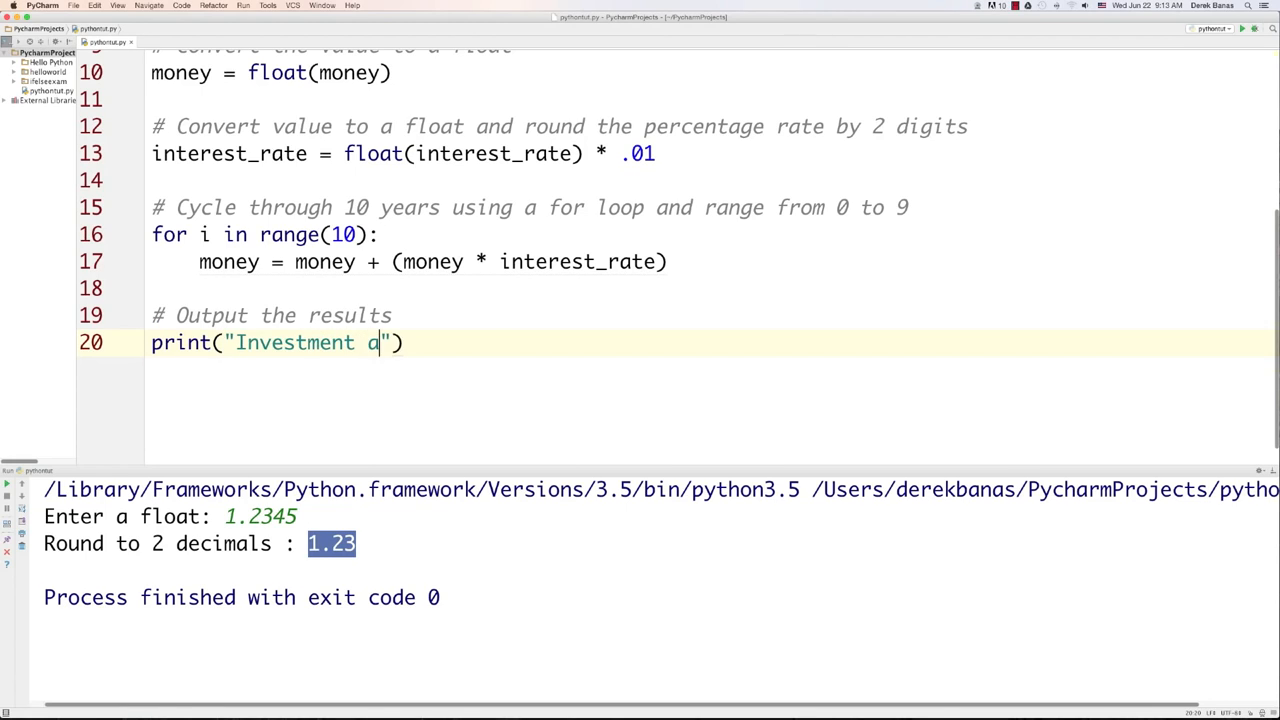 PyCharm File Edit View Navigate Code Refactor Run Tools VCS Window Help 10 Wed Jun 22 9:13 AM Derek Banas
pythontut.py - PycharmProjects - [~/PycharmProjects]
PycharmProjects pythontut.py pythontut
pythontut.py
PycharmProject
Hello Python
helloworld
ifelseexam
pythontut.py
External Librarie
9 # Convert the value to a float
10 money = float(money)
11
12 # Convert value to a float and round the percentage rate by 2 digits
13 interest_rate = float(interest_rate) * .01
14
15 # Cycle through 10 years using a for loop and range from 0 to 9
16 for i in range(10):
17 money = money + (money * interest_rate)
18
19 # Output the results
20 print("Investment a")
Run pythontut
/Library/Frameworks/Python.framework/Versions/3.5/bin/python3.5 /Users/derekbanas/PycharmProjects/pytho
Enter a float: 1.2345
Round to 2 decimals : 1.23
Process finished with exit code 0
20:20 LF UTF-8